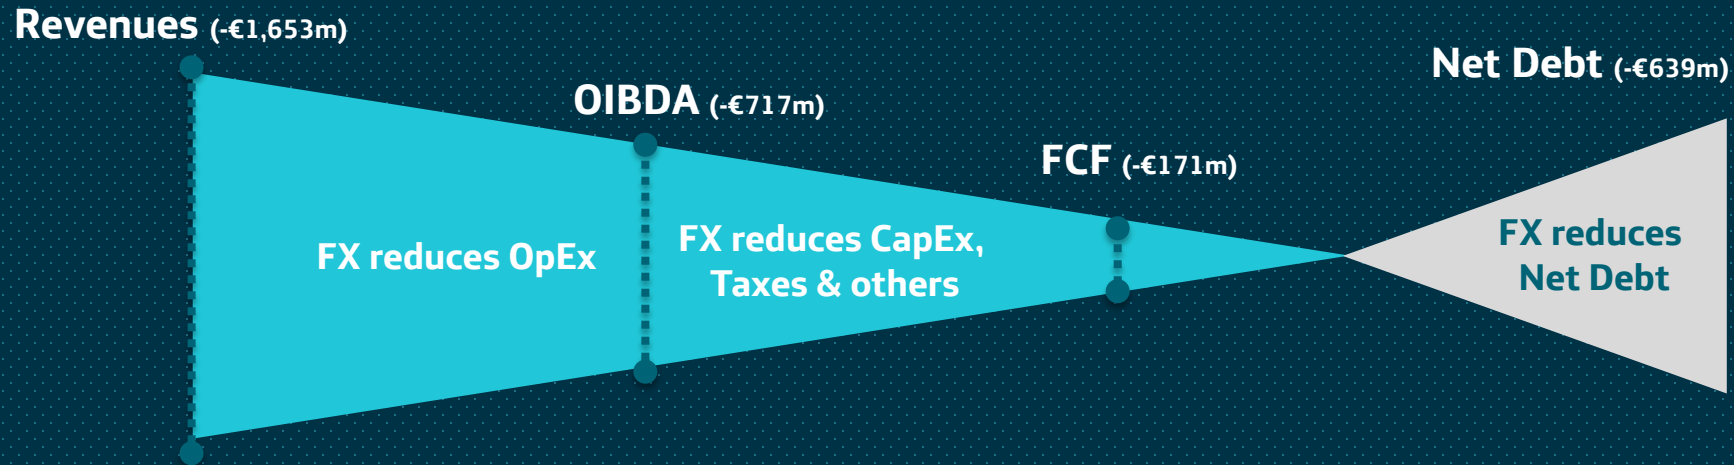 Revenues (-€1,653m)
OIBDA (-€717m)
FCF (-€171m)
Net Debt (-€639m)
FX reduces OpEx
FX reduces CapEx,
Taxes & others
FX reduces
Net Debt